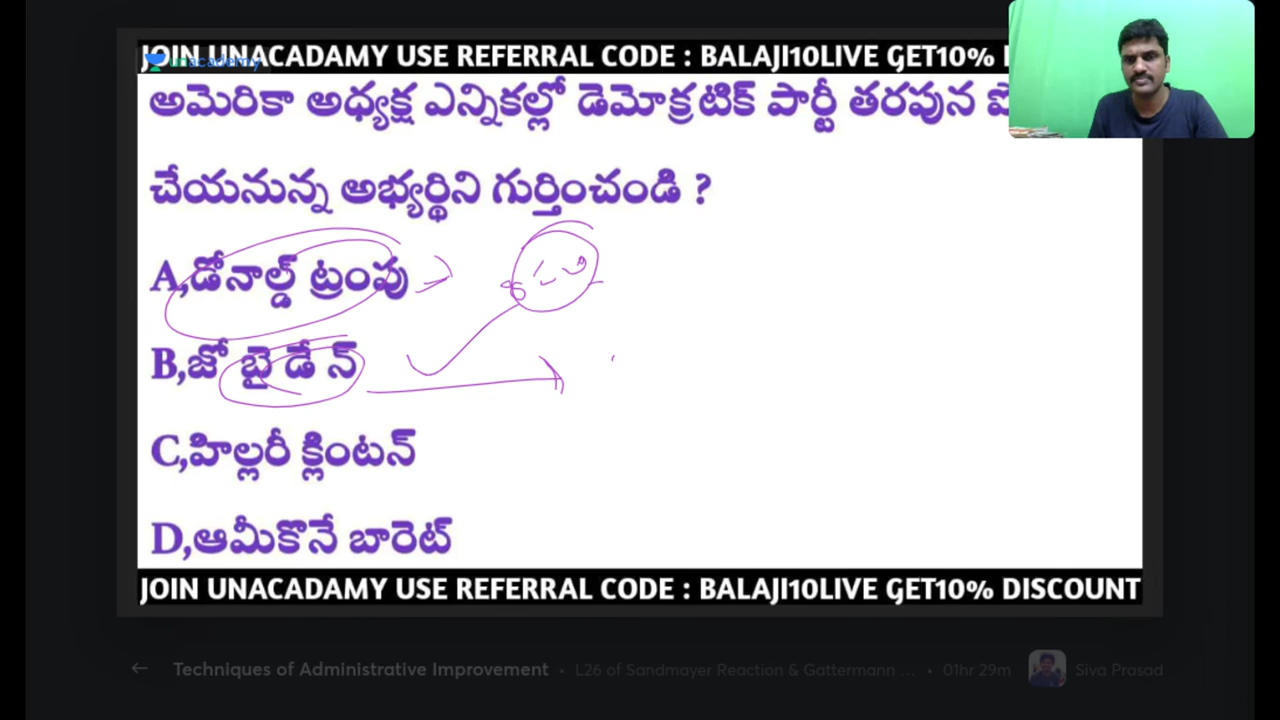 JOIN UNACADAMY USE REFERRAL CODE : BALAJI10LIVE GET10%
unacademy
అమెరికా అధ్యక్ష ఎన్నికల్లో డెమోక్రటిక్ పార్టీ తరపున
చేయనున్న అభ్యర్థిని గుర్తించండి ?
A,డోనాల్డ్ ట్రంపు
B,జో బైడేన్
C,హిల్లరీ క్లింటన్
D,ఆమీకొనే బారెట్
JOIN UNACADAMY USE REFERRAL CODE : BALAJI10LIVE GET10% DISCOUNT
Techniques of Administrative Improvement • L26 of Sandmayer Reaction & Gattermann ... • 01hr 29m Siva Prasad